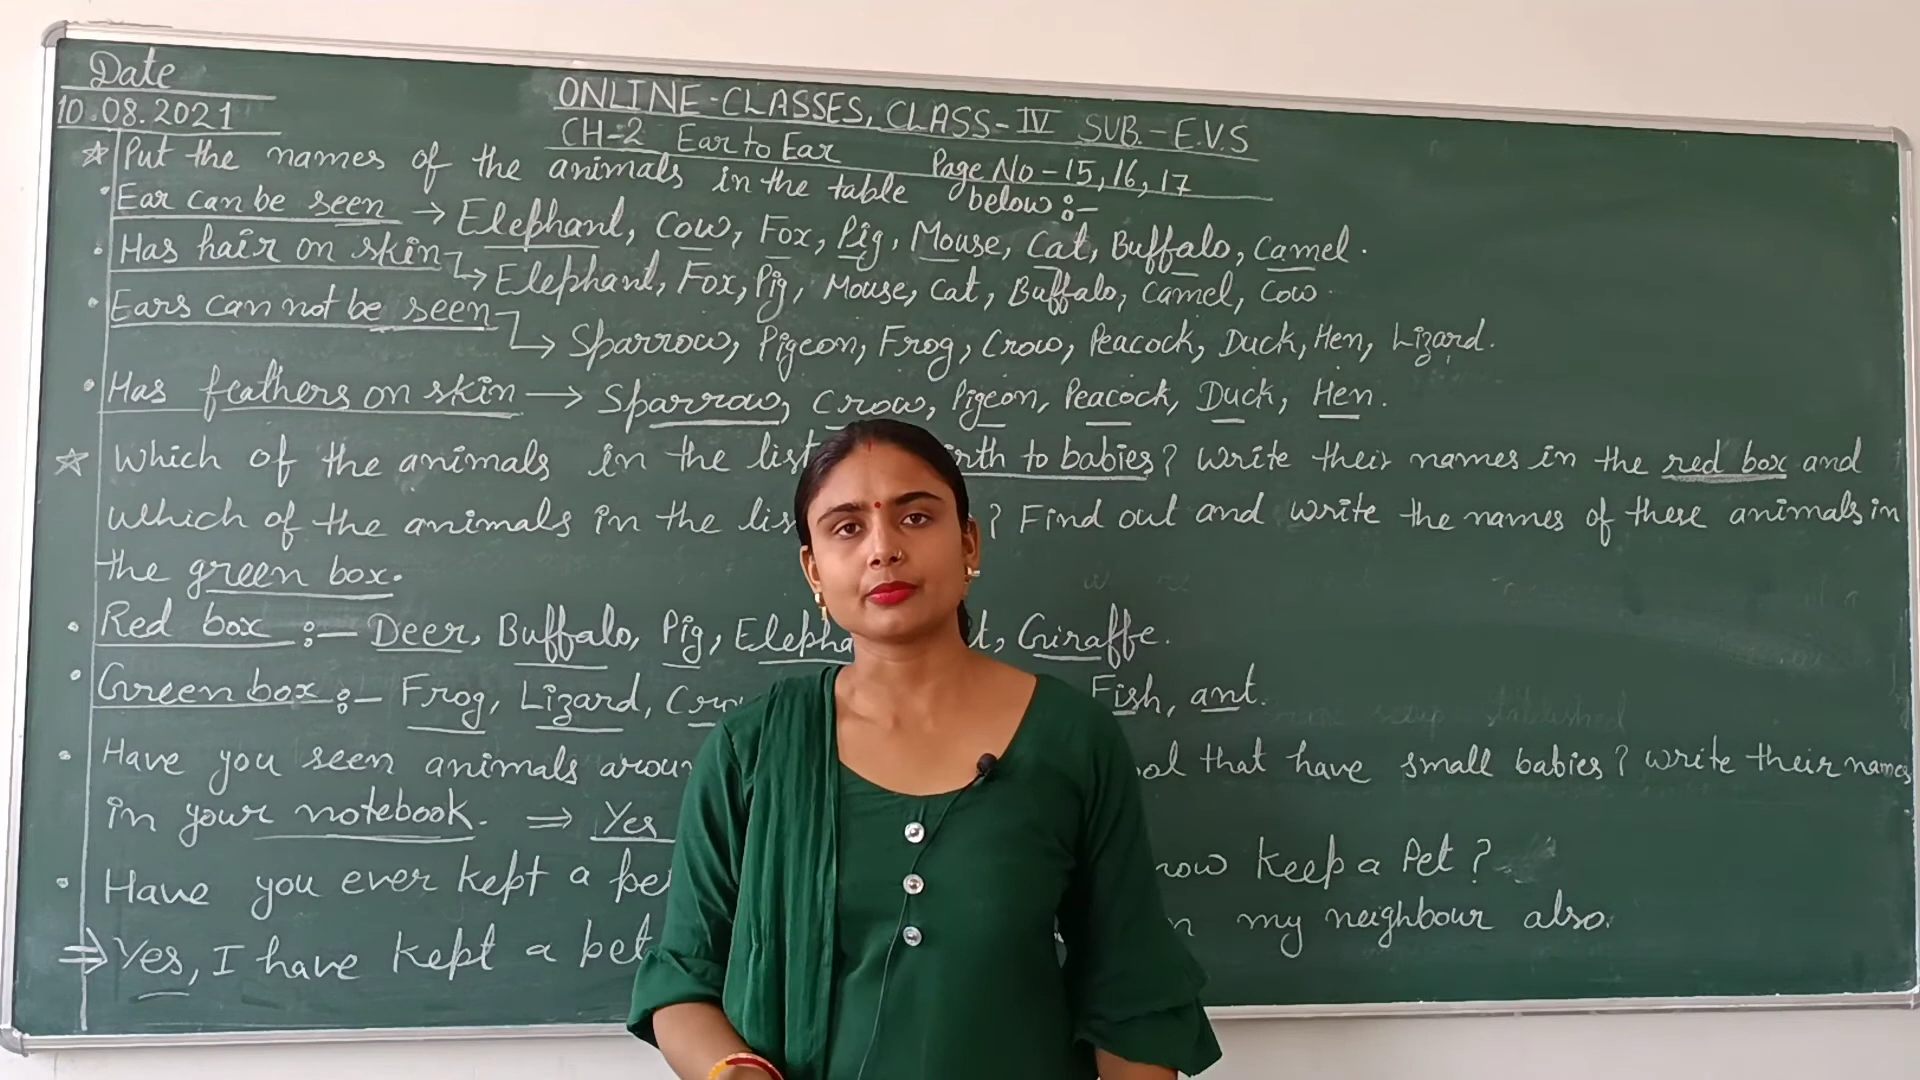 Date
10.08.2021
ONLINE-CLASSES, CLASS-IV SUB.-E.V.S
CH-2 Ear to Ear Page No-15,16,17
☆ Put the names of the animals in the table below :-
• Ear can be seen → Elephant, Cow, Fox, Pig, Mouse, Cat, Buffalo, Camel.
• Has hair on skin
↳ Elephant, Fox, Pig, Mouse, Cat, Buffalo, Camel, Cow
• Ears can not be seen
↳ Sparrow, Pigeon, Frog, Crow, Peacock, Duck, Hen, Lizard.
• Has feathers on skin → Sparrow, Crow, Pigeon, Peacock, Duck, Hen.
☆ Which of the animals in the list to babies? Write their names in the red box and
which of the animals in the ? Find out and write the names of these animals in
the green box.
• Red box :- Deer, Buffalo, Pig, Giraffe.
• Green box :- Frog, Lizard, Fish, ant.
• Have you seen animals that have small babies? Write their names
in your notebook. ⇒ Yes
• Have you ever kept a Keep a Pet?
⇒ Yes, I have kept a my neighbour also.